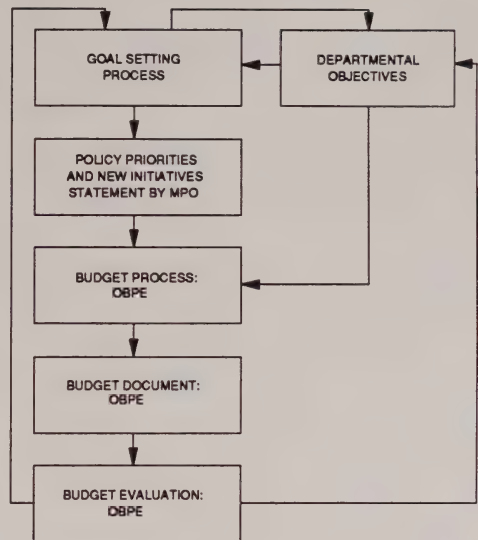 GOAL SETTING
PROCESS
DEPARTMENTAL
OBJECTIVES
POLICY PRIORITIES
AND NEW INITIATIVES
STATEMENT BY MPO
BUDGET PROCESS:
OBPE
BUDGET DOCUMENT:
OBPE
BUDGET EVALUATION:
OBPE